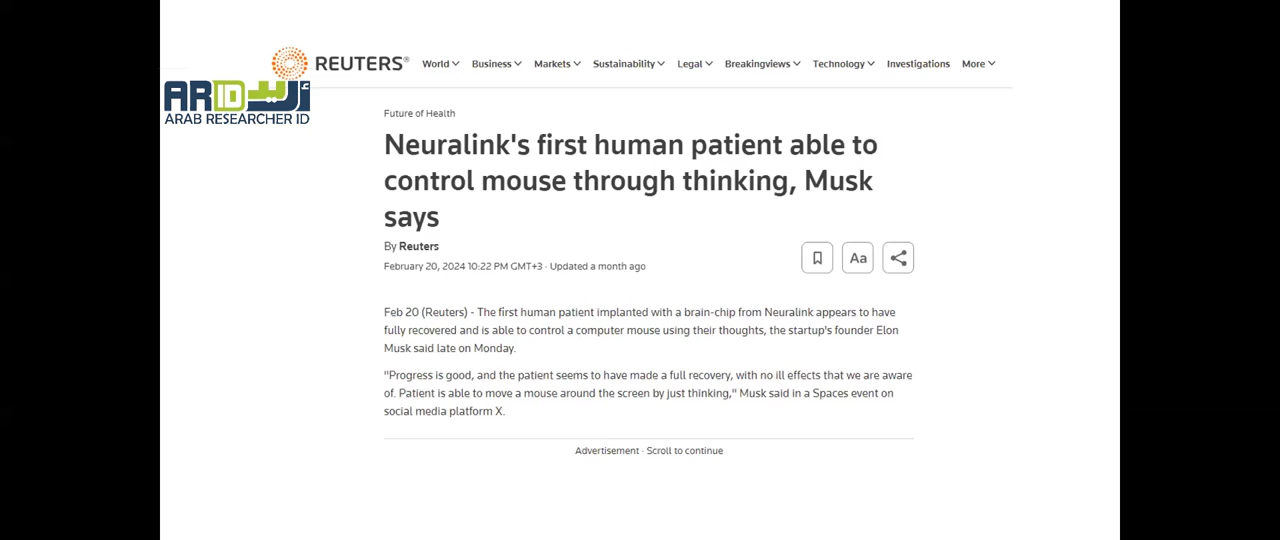 REUTERS®
World Business Markets Sustainability Legal Breakingviews Technology Investigations More
ARID أريد
ARAB RESEARCHER ID
Future of Health
Neuralink's first human patient able to
control mouse through thinking, Musk
says
By Reuters
February 20, 2024 10:22 PM GMT+3 · Updated a month ago
Aa
Feb 20 (Reuters) - The first human patient implanted with a brain-chip from Neuralink appears to have
fully recovered and is able to control a computer mouse using their thoughts, the startup's founder Elon
Musk said late on Monday.
"Progress is good, and the patient seems to have made a full recovery, with no ill effects that we are aware
of. Patient is able to move a mouse around the screen by just thinking," Musk said in a Spaces event on
social media platform X.
Advertisement · Scroll to continue